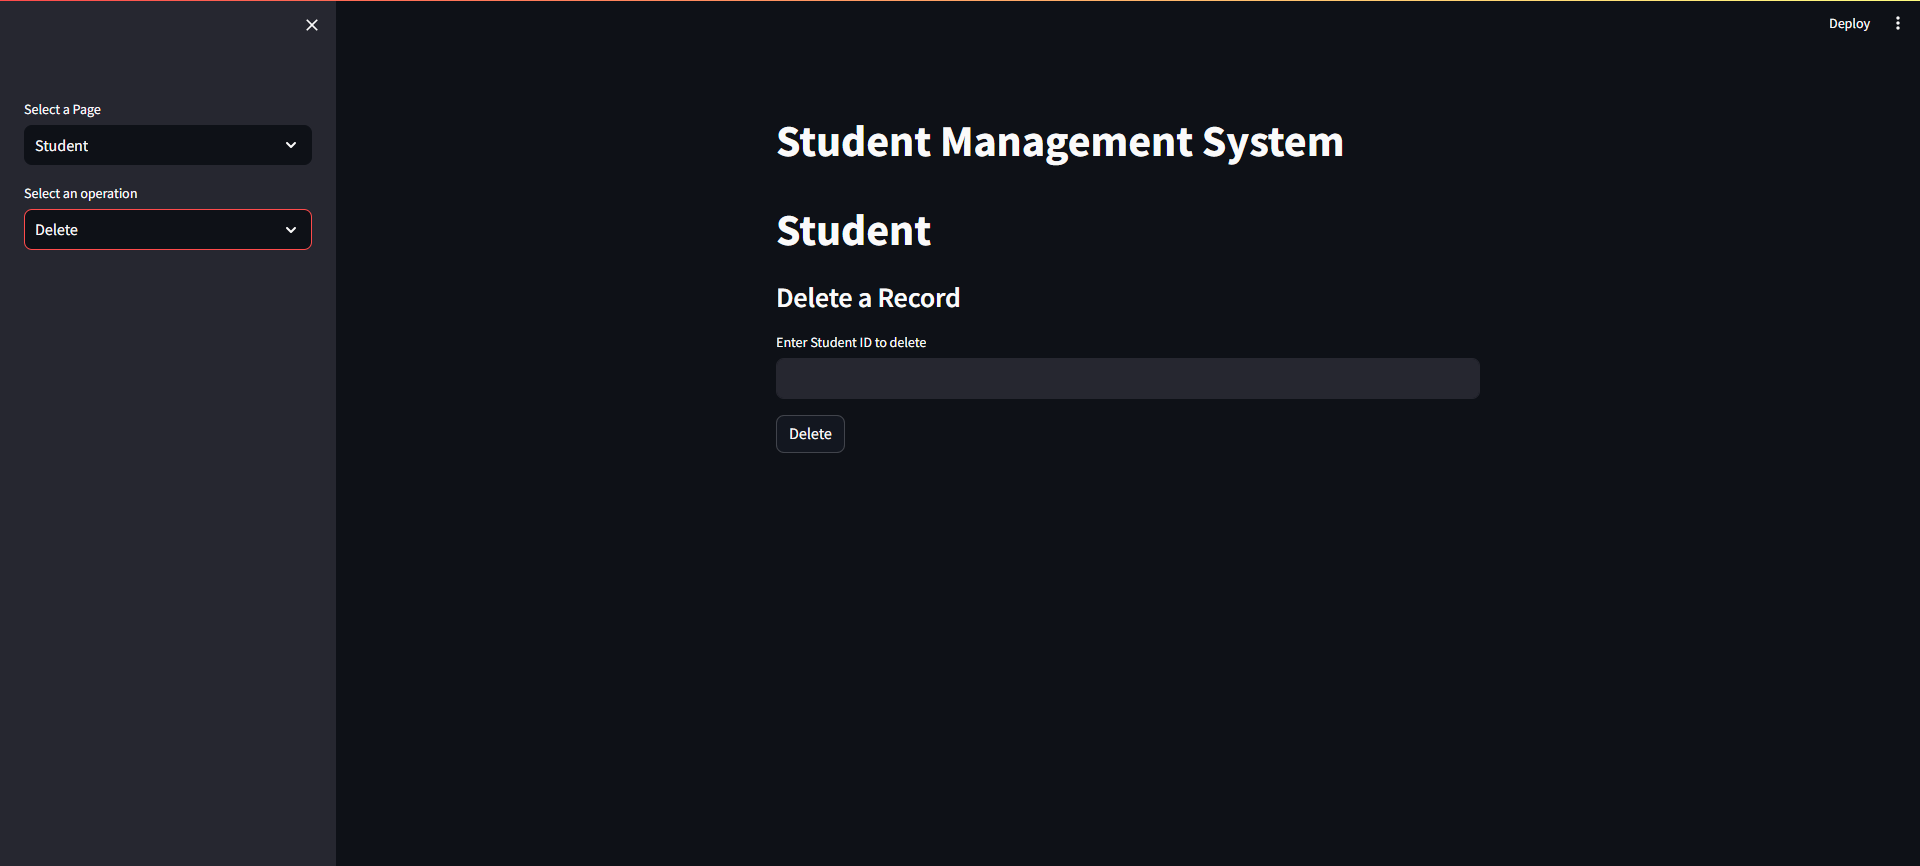 Deploy
Select a Page
Student
Select an operation
Delete
Student Management System
Student
Delete a Record
Enter Student ID to delete
Delete